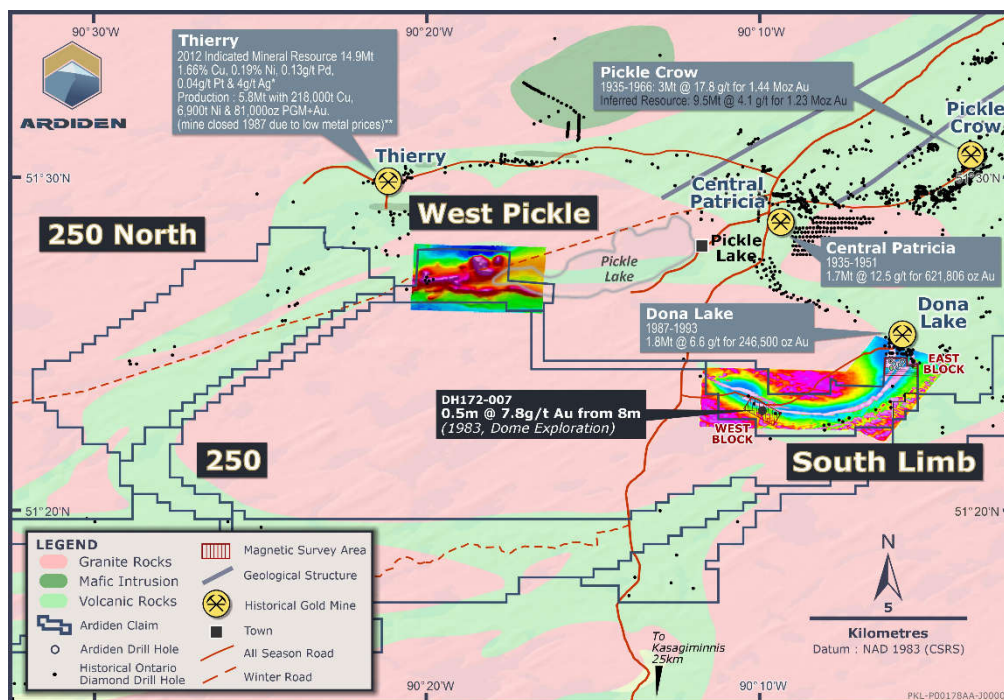 90°30'W
90°20'W
90°10'W
ARDIDEN
Thierry
2012 Indicated Mineral Resource 14.9Mt
1.66% Cu, 0.19% Ni, 0.13g/t Pd,
0.04g/t Pt & 4g/t Ag*
Production : 5.8Mt with 218,000t Cu,
6,900t Ni & 81,000oz PGM+Au.
(mine closed 1987 due to low metal prices)**
Pickle Crow
1935-1966: 3Mt @ 17.8 g/t for 1.44 Moz Au
Inferred Resource: 9.5Mt @ 4.1 g/t for 1.23 Moz Au
Pickle
Crow
Thierry
51°30'N
51°30'N
Central
Patricia
West Pickle
250 North
Pickle
Lake
Pickle
Lake
Central Patricia
1935-1951
1.7Mt @ 12.5 g/t for 621,806 oz Au
Dona Lake
1987-1993
1.8Mt @ 6.6 g/t for 246,500 oz Au
Dona
Lake
EAST
BLOCK
DH172-007
0.5m @ 7.8g/t Au from 8m
(1983, Dome Exploration)
WEST
BLOCK
250
South Limb
51°20'N
51°20'N
LEGEND
Granite Rocks
Mafic Intrusion
Volcanic Rocks
Ardiden Claim
Ardiden Drill Hole
Historical Ontario
Diamond Drill Hole
Magnetic Survey Area
Geological Structure
Historical Gold Mine
Town
All Season Road
Winter Road
To
Kasagiminnis
25km
N
5
Kilometres
Datum : NAD 1983 (CSRS)
90°20'W
90°10'W
PKL-P00178AA-J0000